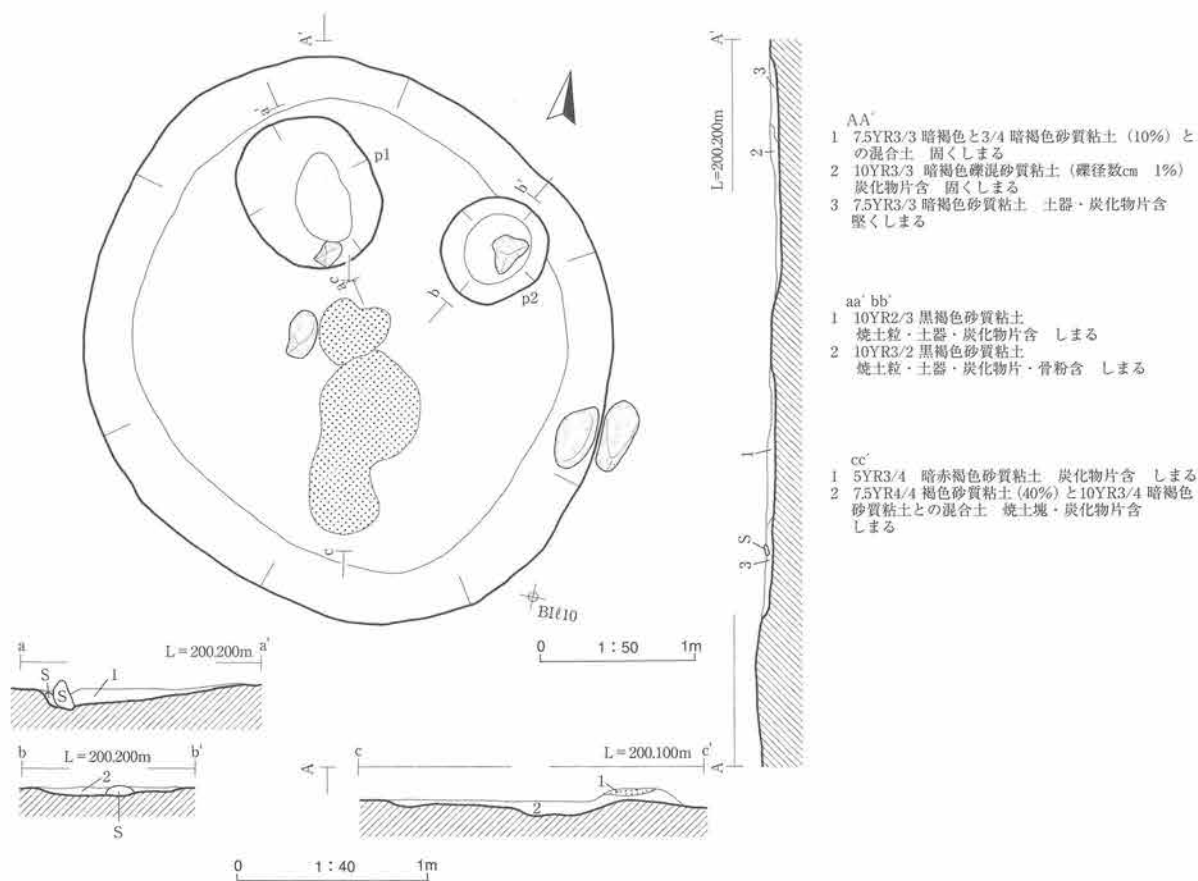 A'
a'
p1
b'
c'
a
b
p2
c
BIℓ10
0 1：50 1m
a L＝200.200m a'
S
S
1
b L＝200.200m b'
2
S
A
c L＝200.100m c'
1
2
0 1：40 1m
A'
L＝200.200m
3
2
1
S
3
A
AA'
1 7.5YR3/3 暗褐色と3/4 暗褐色砂質粘土（10%）と
の混合土 固くしまる
2 10YR3/3 暗褐色礫混砂質粘土（礫径数cm 1%）
炭化物片含 固くしまる
3 7.5YR3/3 暗褐色砂質粘土 土器・炭化物片含
堅くしまる
aa' bb'
1 10YR2/3 黒褐色砂質粘土
焼土粒・土器・炭化物片含 しまる
2 10YR3/2 黒褐色砂質粘土
焼土粒・土器・炭化物片・骨粉含 しまる
cc'
1 5YR3/4 暗赤褐色砂質粘土 炭化物片含 しまる
2 7.5YR4/4 褐色砂質粘土（40%）と10YR3/4 暗褐色
砂質粘土との混合土 焼土塊・炭化物片含
しまる